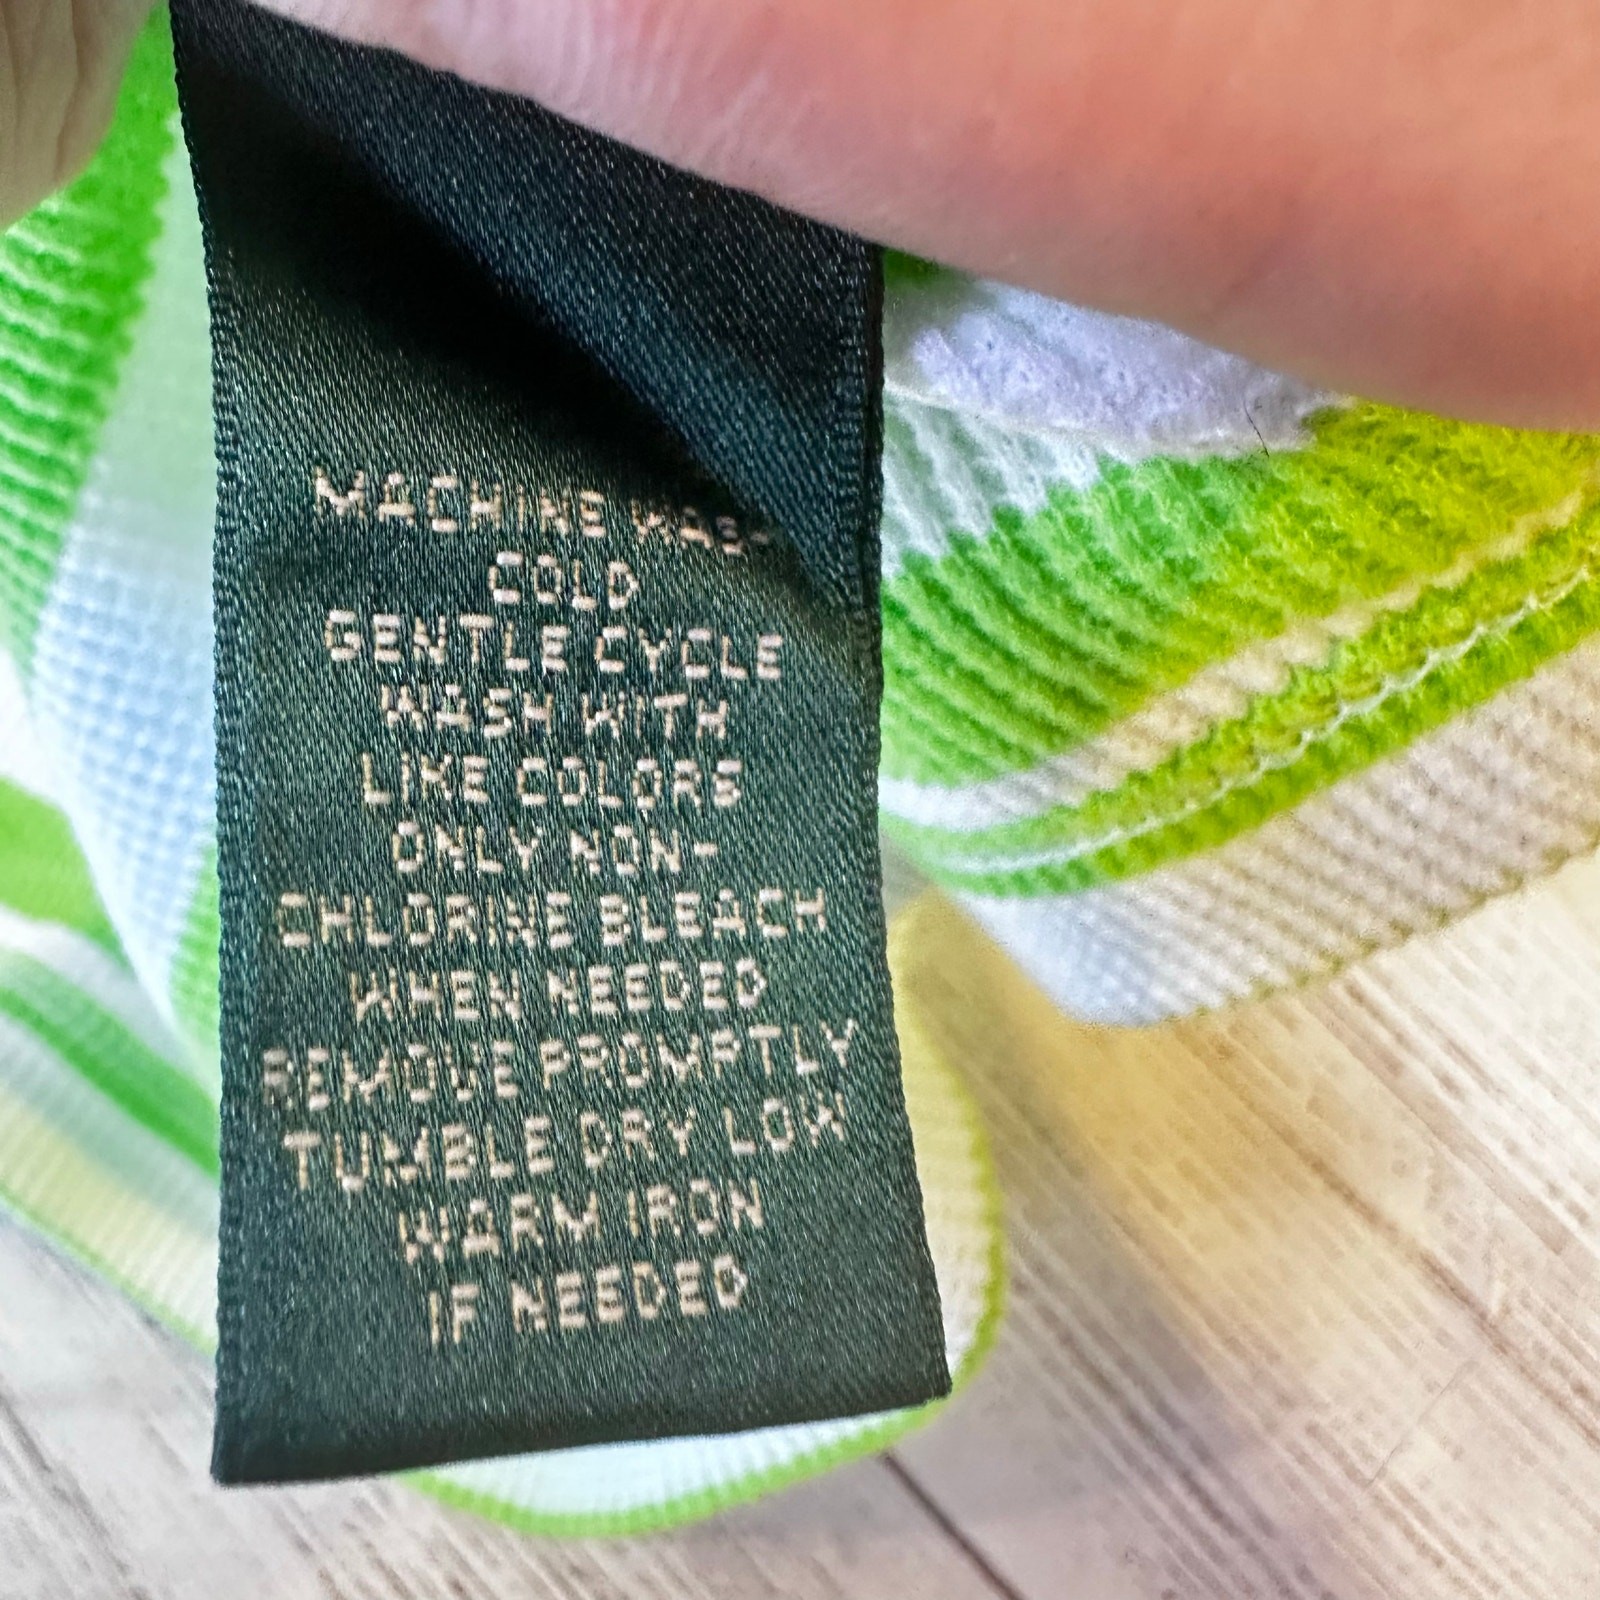 MACHINE WASH
COLD
GENTLE CYCLE
WASH WITH
LIKE COLORS
ONLY NON-
CHLORINE BLEACH
WHEN NEEDED
REMOVE PROMPTLY
TUMBLE DRY LOW
WARM IRON
IF NEEDED